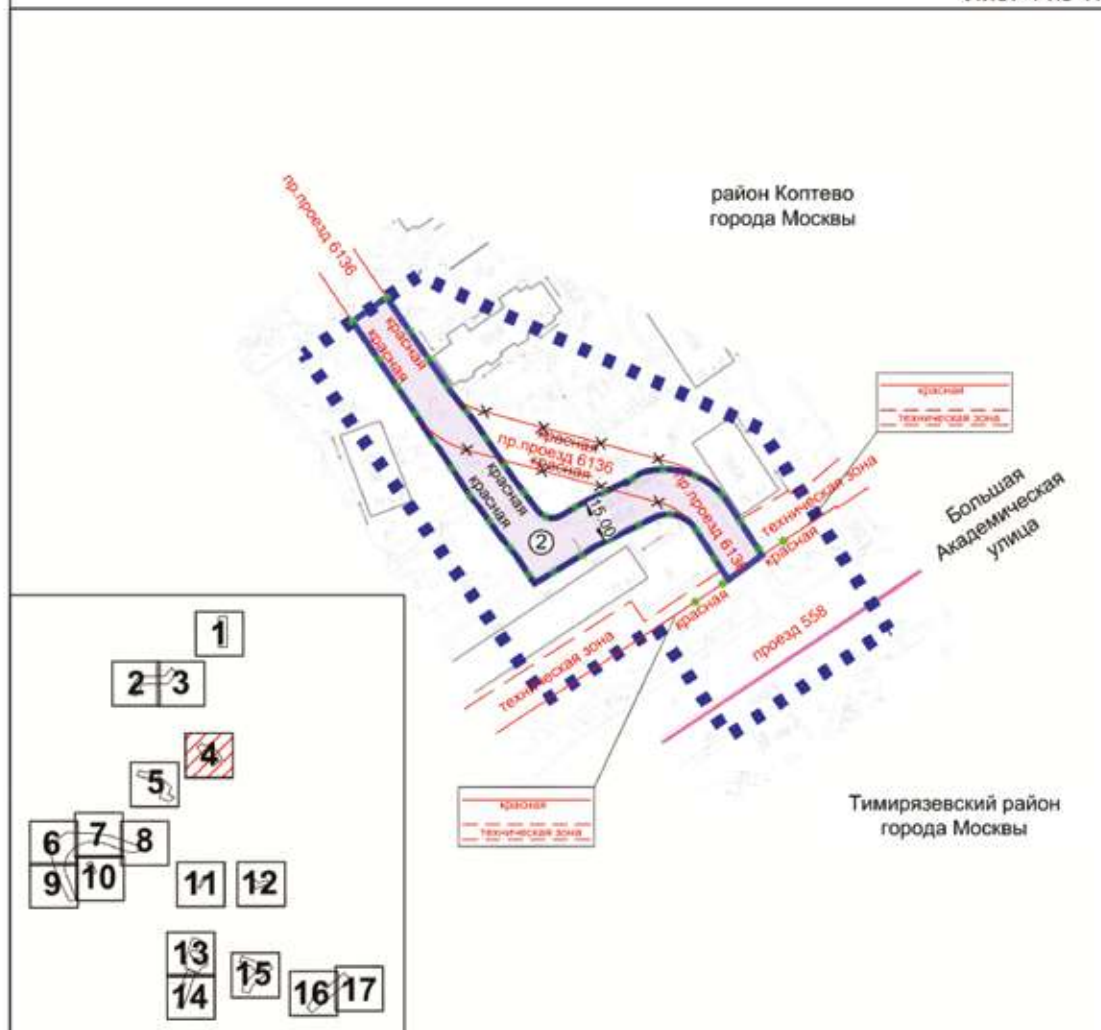 район Коптево
города Москвы
пр.проезд 6136
красная
красная
красная
пр.проезд 6136
красная
красная
красная
15.00
2
пр.проезд 6136
техническая зона
красная
красная
техническая зона
красная
техническая зона
Большая
Академическая
улица
проезд 558
красная
техническая зона
Тимирязевский район
города Москвы
1
2
3
4
5
6
7
8
9
10
11
12
13
14
15
16
17